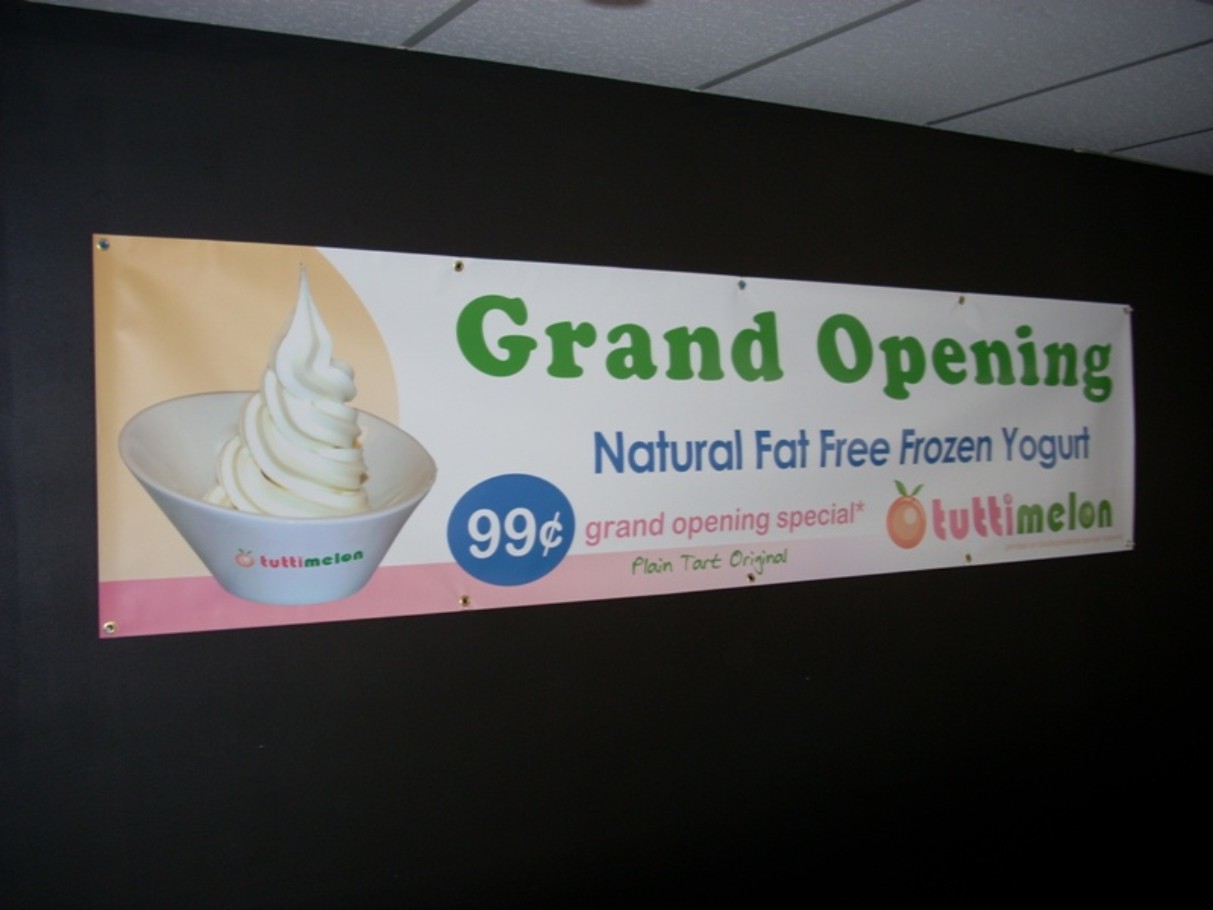 Grand Opening
Natural Fat Free Frozen Yogurt
99¢ grand opening special*
tuttimelon
Plain Tart Original
tuttimelon